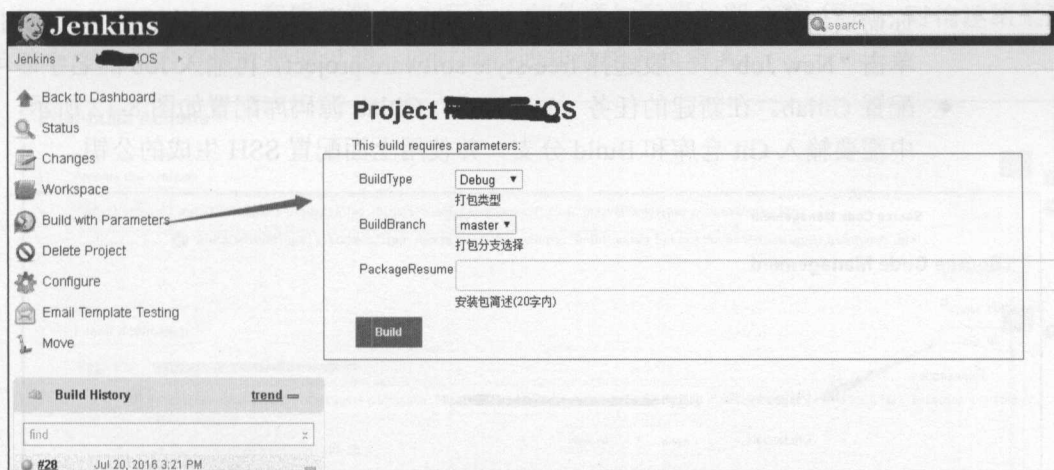 Jenkins
search
Jenkins
iOS
Back to Dashboard
Status
Changes
Workspace
Build with Parameters
Delete Project
Configure
Email Template Testing
Move
Project iOS
This build requires parameters:
BuildType Debug
打包类型
BuildBranch master
打包分支选择
PackageResume
安装包简述(20字内)
Build
Build History trend
find
#28 Jul 20, 2016 3:21 PM